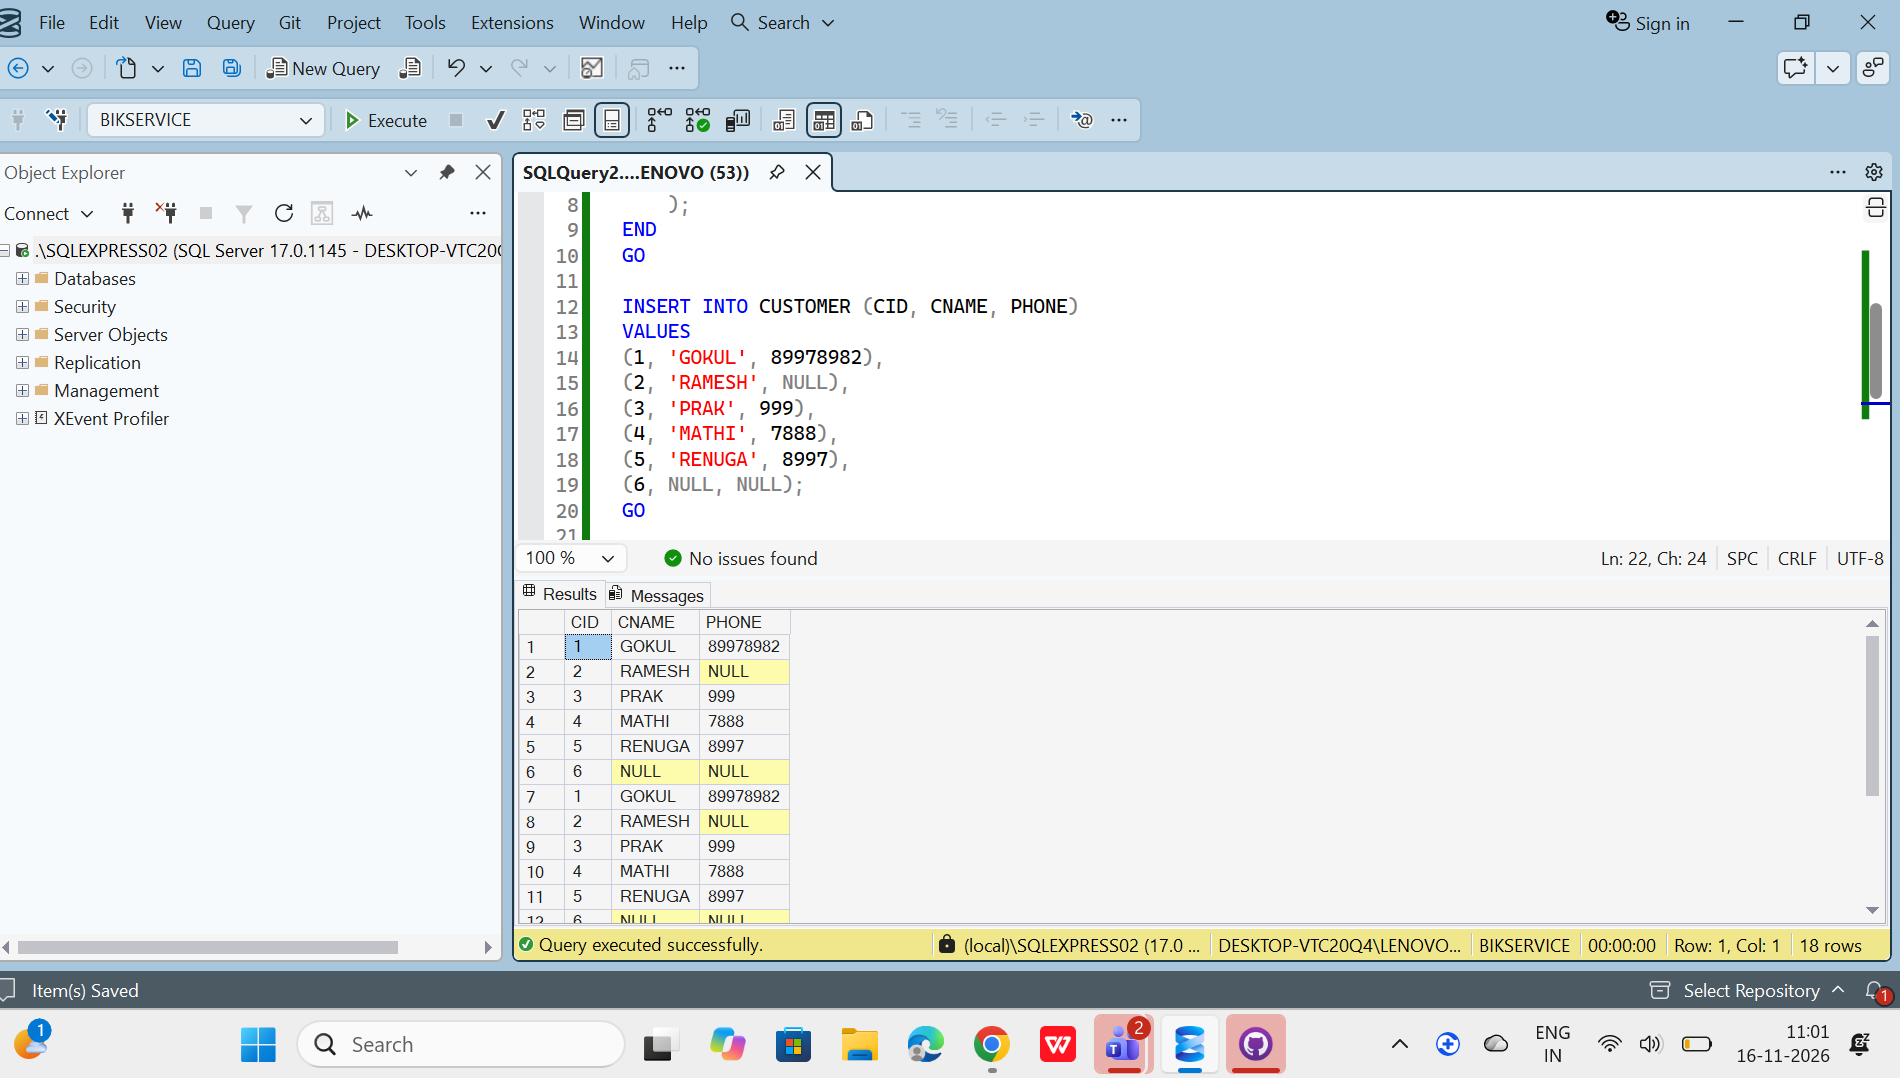 File Edit View Query Git Project Tools Extensions Window Help Search Sign in
New Query
BIKSERVICE Execute
Object Explorer
Connect
.\SQLEXPRESS02 (SQL Server 17.0.1145 - DESKTOP-VTC20
Databases
Security
Server Objects
Replication
Management
XEvent Profiler
SQLQuery2....ENOVO (53))
8 );
9 END
10 GO
11
12 INSERT INTO CUSTOMER (CID, CNAME, PHONE)
13 VALUES
14 (1, 'GOKUL', 89978982),
15 (2, 'RAMESH', NULL),
16 (3, 'PRAK', 999),
17 (4, 'MATHI', 7888),
18 (5, 'RENUGA', 8997),
19 (6, NULL, NULL);
20 GO
21
100 % No issues found Ln: 22, Ch: 24 SPC CRLF UTF-8
Results Messages
CID CNAME PHONE
1 1 GOKUL 89978982
2 2 RAMESH NULL
3 3 PRAK 999
4 4 MATHI 7888
5 5 RENUGA 8997
6 6 NULL NULL
7 1 GOKUL 89978982
8 2 RAMESH NULL
9 3 PRAK 999
10 4 MATHI 7888
11 5 RENUGA 8997
12 6 NULL NULL
Query executed successfully. (local)\SQLEXPRESS02 (17.0 ... DESKTOP-VTC20Q4\LENOVO... BIKSERVICE 00:00:00 Row: 1, Col: 1 18 rows
Item(s) Saved Select Repository 1
1 Search 2 ENG 11:01
IN 16-11-2026